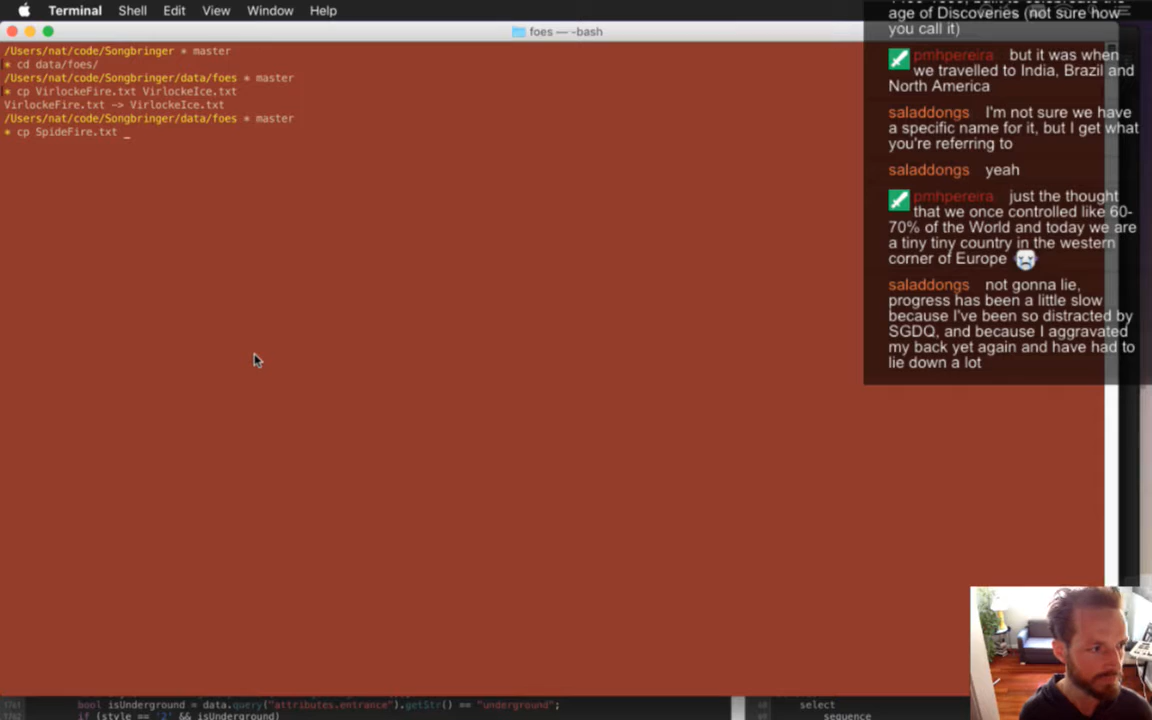 Terminal Shell Edit View Window Help
foes — -bash
/Users/nat/code/Songbringer * master
* cd data/foes/
/Users/nat/code/Songbringer/data/foes * master
* cp VirlockeFire.txt VirlockeIce.txt
VirlockeFire.txt -> VirlockeIce.txt
/Users/nat/code/Songbringer/data/foes * master
* cp SpideFire.txt _
age of Discoveries (not sure how
you call it)
pmhpereira but it was when
we travelled to India, Brazil and
North America
saladdongs I'm not sure we have
a specific name for it, but I get what
you're referring to
saladdongs yeah
pmhpereira just the thought
that we once controlled like 60-
70% of the World and today we are
a tiny tiny country in the western
corner of Europe
saladdongs not gonna lie,
progress has been a little slow
because I've been so distracted by
SGDQ, and because I aggravated
my back yet again and have had to
lie down a lot
1761 bool isUnderground = data.query("attributes.entrance").getStr() == "underground";
1762 if (style == '2' && isUnderground)
68 select
sequence